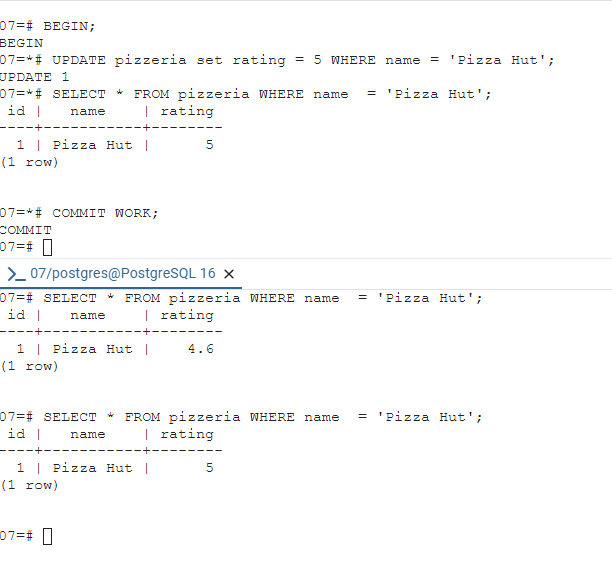 07=# BEGIN;
BEGIN
07=*# UPDATE pizzeria set rating = 5 WHERE name = 'Pizza Hut';
UPDATE 1
07=*# SELECT * FROM pizzeria WHERE name  = 'Pizza Hut';
 id |   name    | rating
----+-----------+--------
  1 | Pizza Hut |      5
(1 row)
07=*# COMMIT WORK;
COMMIT
07=#
07/postgres@PostgreSQL 16
07=# SELECT * FROM pizzeria WHERE name  = 'Pizza Hut';
 id |   name    | rating
----+-----------+--------
  1 | Pizza Hut |    4.6
(1 row)
07=# SELECT * FROM pizzeria WHERE name  = 'Pizza Hut';
 id |   name    | rating
----+-----------+--------
  1 | Pizza Hut |      5
(1 row)
07=#